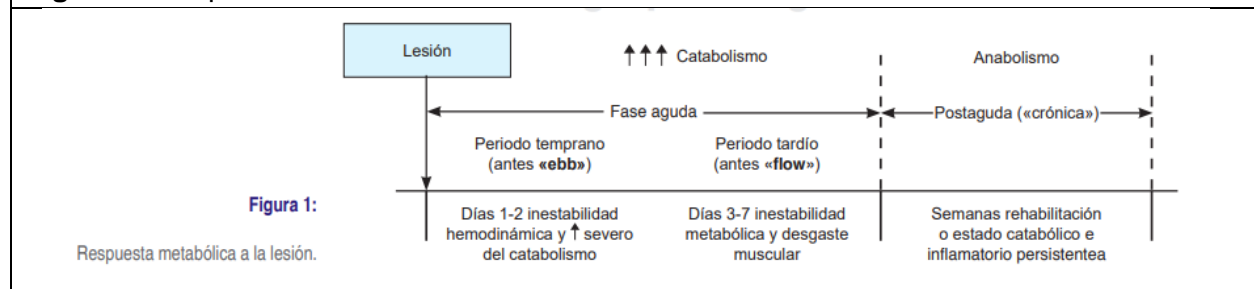 Lesión
↑↑↑ Catabolismo
Anabolismo
Fase aguda
Postaguda («crónica»)
Periodo temprano
(antes «ebb»)
Periodo tardío
(antes «flow»)
Figura 1:
Respuesta metabólica a la lesión.
Días 1-2 inestabilidad
hemodinámica y ↑ severo
del catabolismo
Días 3-7 inestabilidad
metabólica y desgaste
muscular
Semanas rehabilitación
o estado catabólico e
inflamatorio persistentea